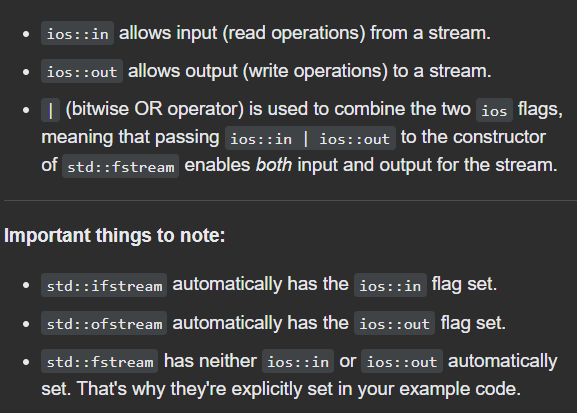 ios::in allows input (read operations) from a stream.
ios::out allows output (write operations) to a stream.
| (bitwise OR operator) is used to combine the two ios flags,
meaning that passing ios::in | ios::out to the constructor
of std::fstream enables both input and output for the stream.
Important things to note:
std::ifstream automatically has the ios::in flag set.
std::ofstream automatically has the ios::out flag set.
std::fstream has neither ios::in or ios::out automatically
set. That's why they're explicitly set in your example code.